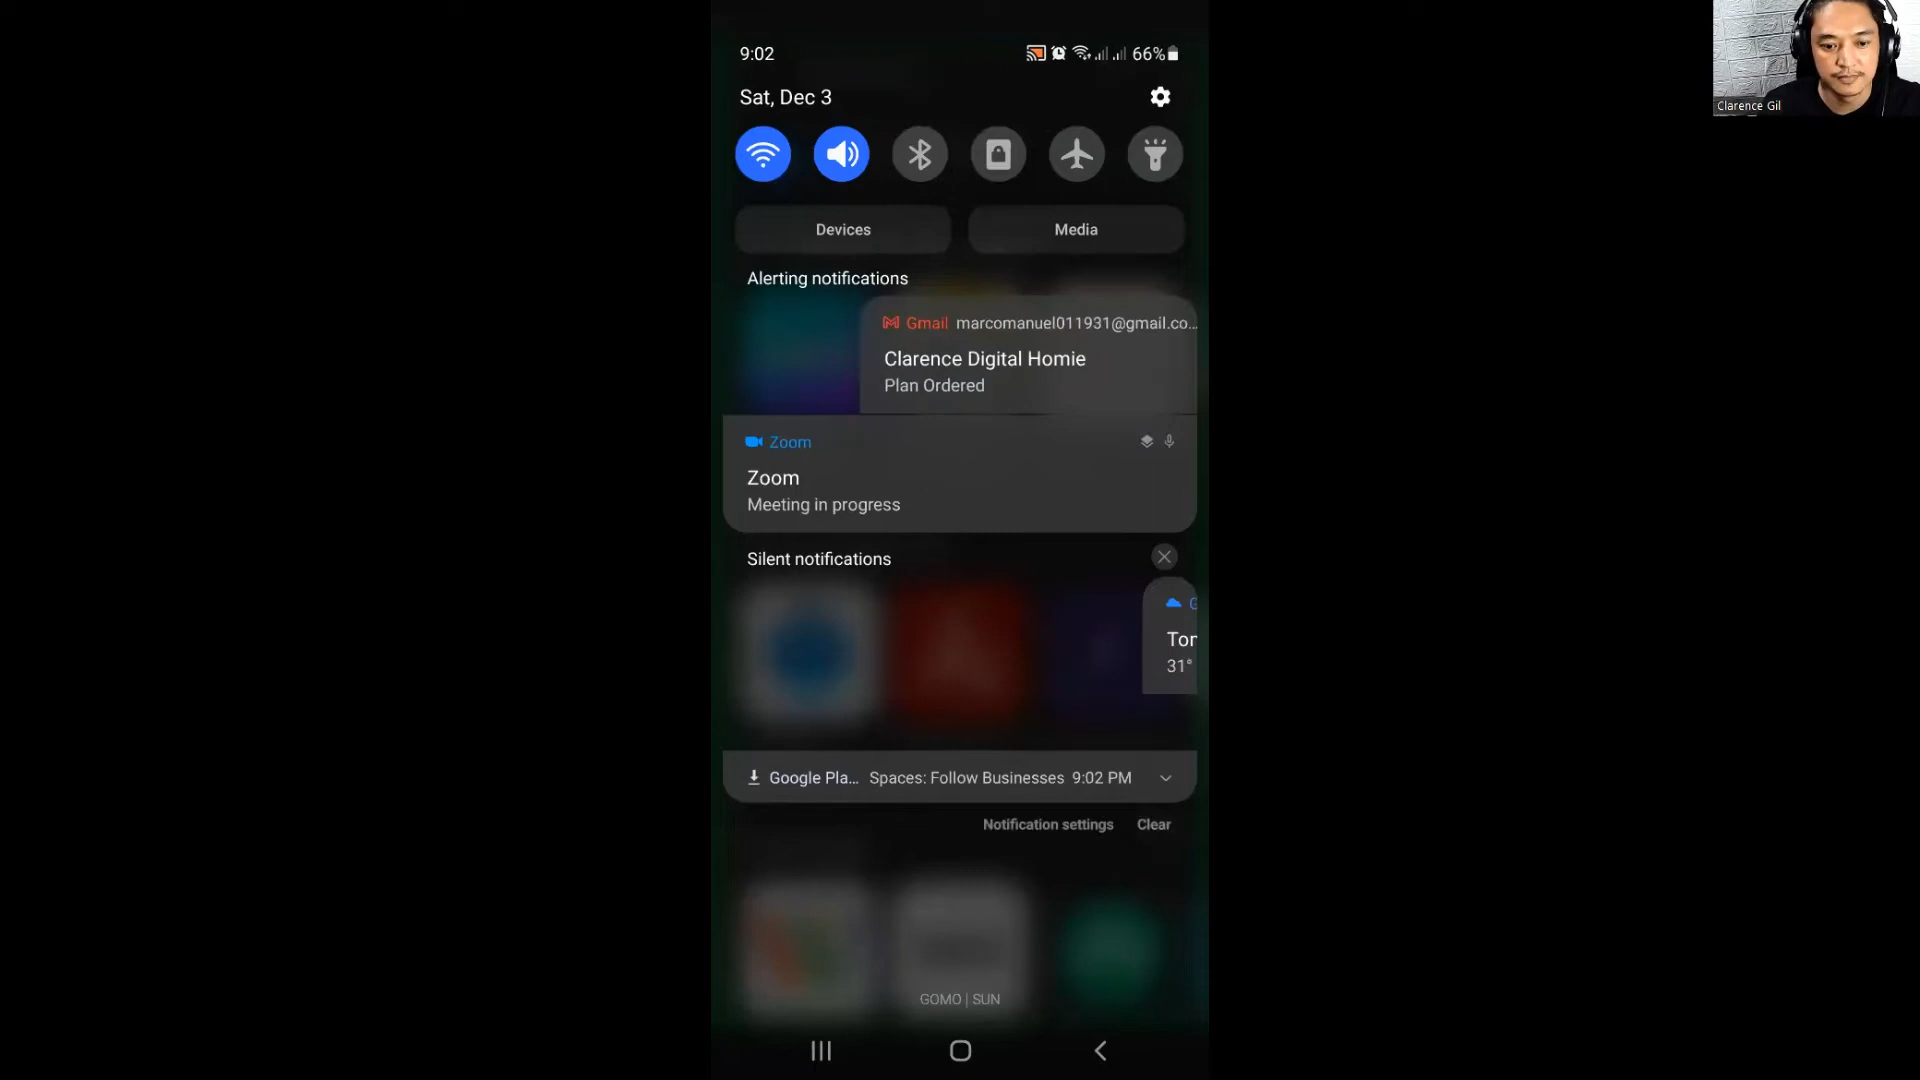 9:02
66%
Sat, Dec 3
Devices
Media
Alerting notifications
Gmail marcomanuel011931@gmail.co...
Clarence Digital Homie
Plan Ordered
Zoom
Zoom
Meeting in progress
Silent notifications
G
Tor
31°
Google Pla... Spaces: Follow Businesses 9:02 PM
Notification settings Clear
GOMO | SUN
Clarence Gil